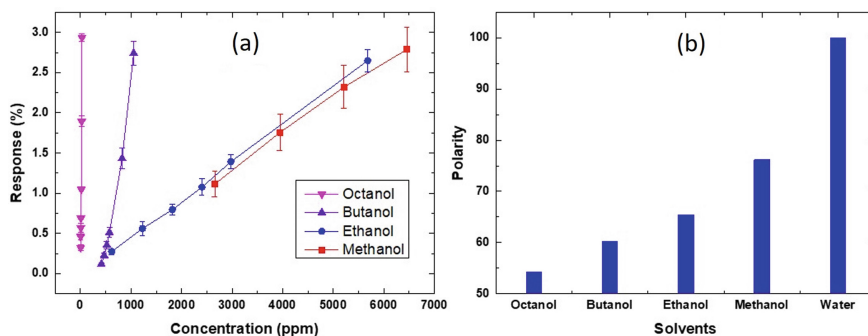 (a)
3.0
2.5
2.0
1.5
1.0
0.5
0.0
Response (%)
Octanol
Butanol
Ethanol
Methanol
0 1000 2000 3000 4000 5000 6000 7000
Concentration (ppm)
(b)
100
90
80
70
60
50
Polarity
Octanol Butanol Ethanol Methanol Water
Solvents